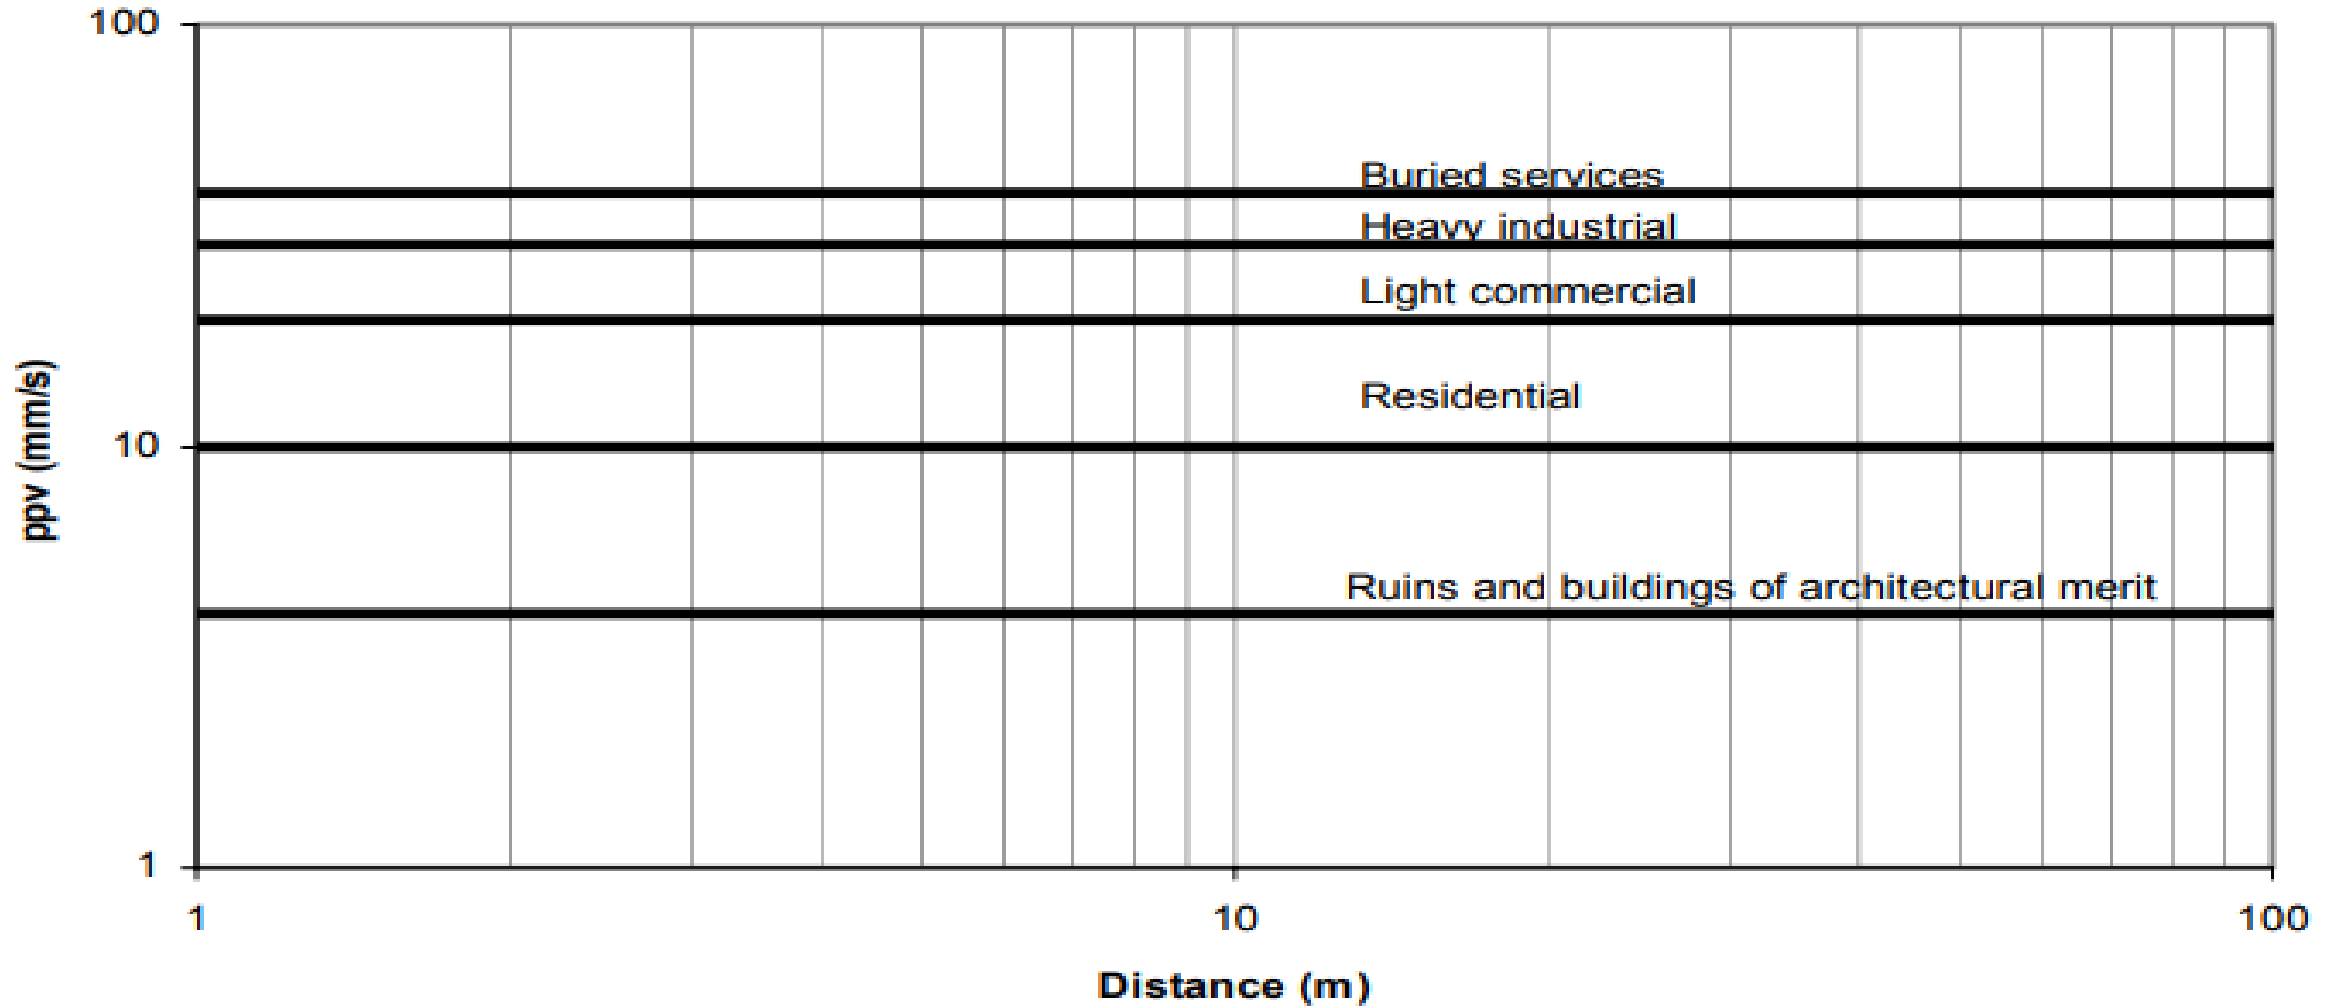 100
Buried services
Heavy industrial
Light commercial
Residential
ppv (mm/s)
10
Ruins and buildings of architectural merit
1
1
10
100
Distance (m)